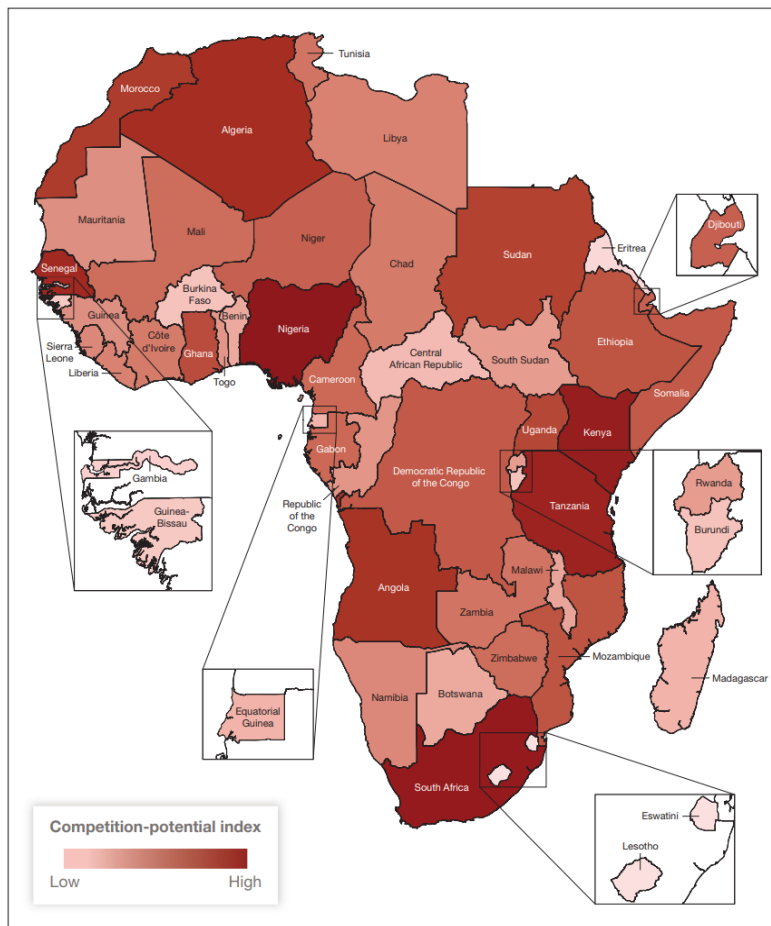 Tunisia
Morocco
Algeria
Libya
Mauritania
Mali
Niger
Chad
Sudan
Eritrea
Djibouti
Senegal
Burkina
Faso
Guinea
Benin
Nigeria
Sierra
Leone
Côte
d'Ivoire
Ghana
Liberia
Togo
Cameroon
Central
African Republic
South Sudan
Ethiopia
Somalia
Gabon
Uganda
Kenya
Democratic Republic
of the Congo
Republic
of the
Congo
Gambia
Guinea-
Bissau
Rwanda
Burundi
Tanzania
Angola
Malawi
Zambia
Zimbabwe
Mozambique
Madagascar
Namibia
Botswana
Equatorial
Guinea
South Africa
Eswatini
Lesotho
Competition-potential index
Low
High